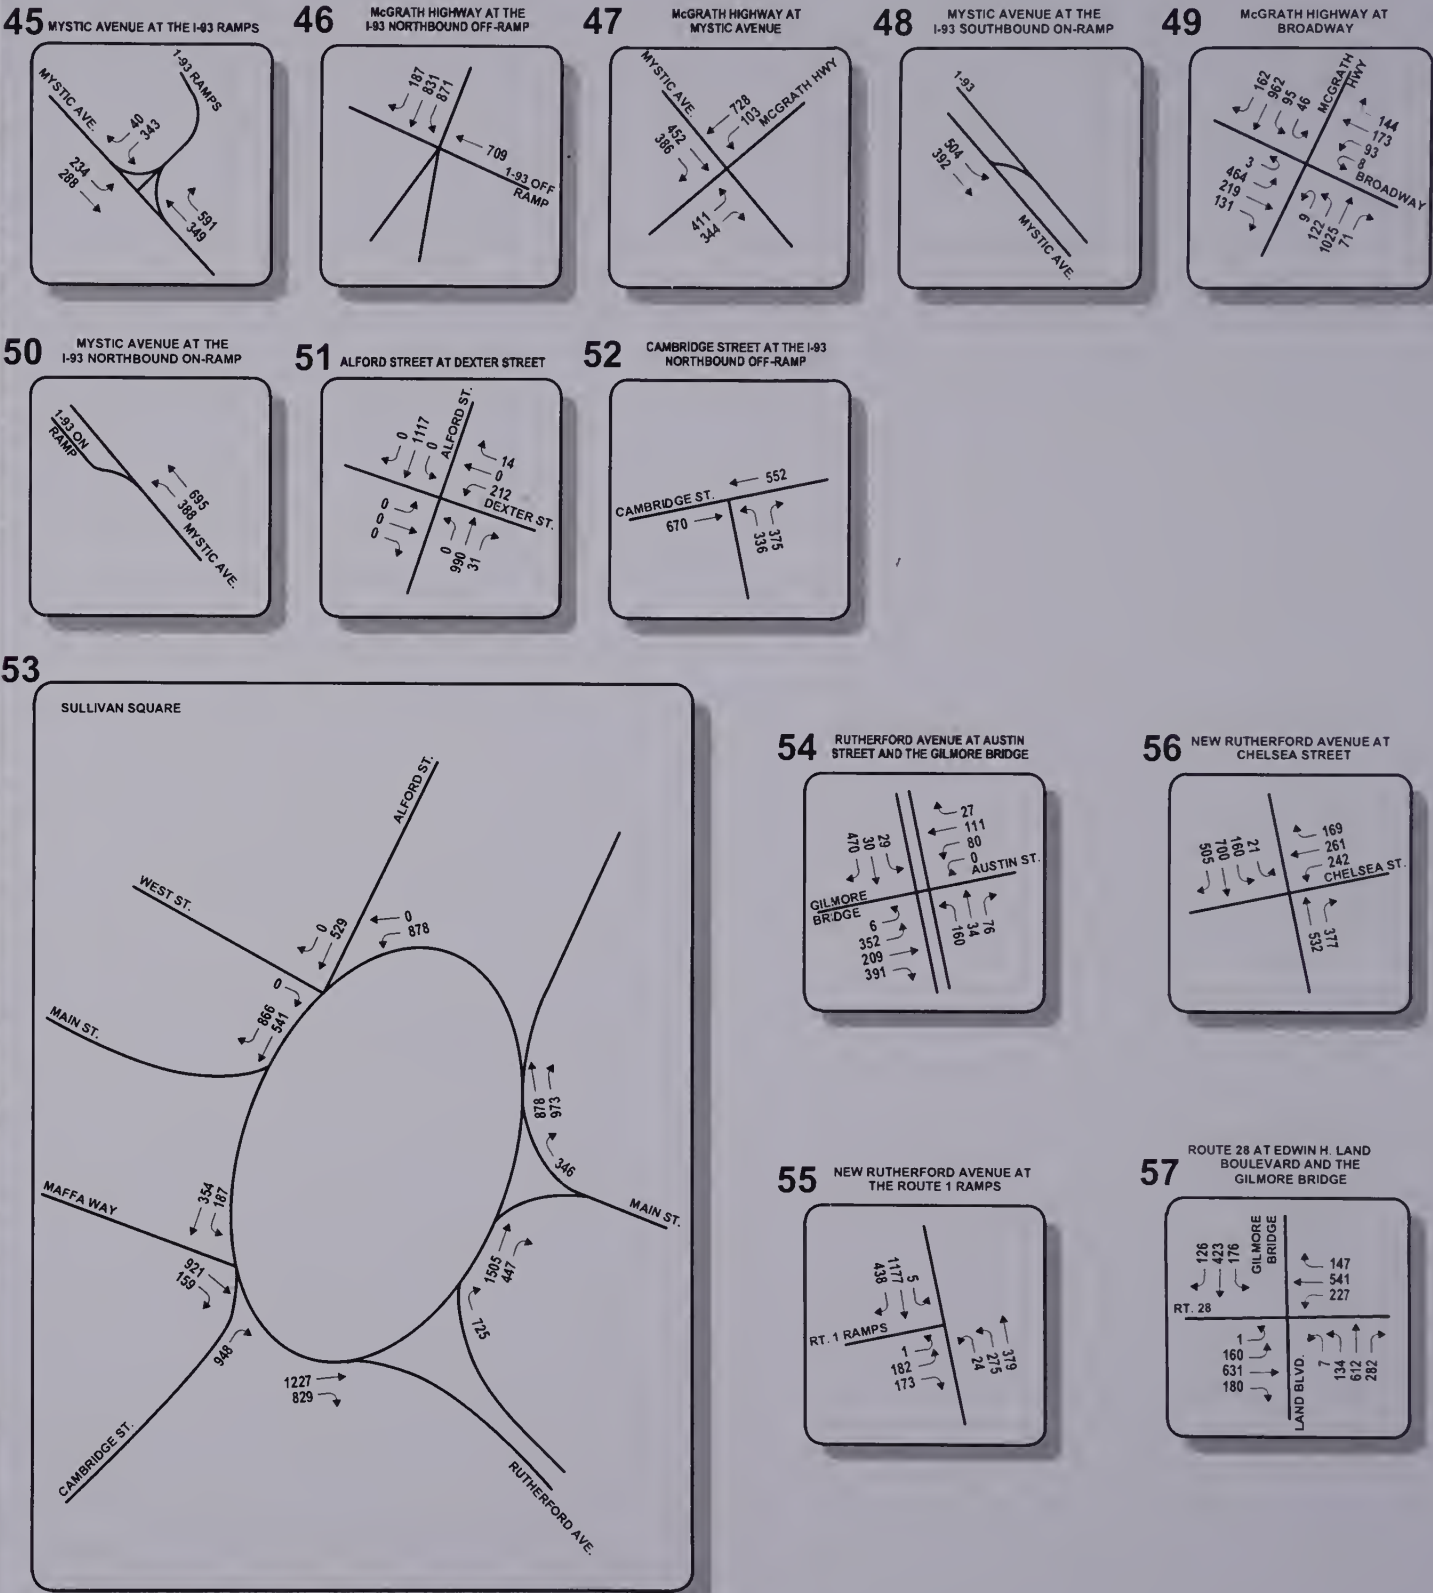 45 MYSTIC AVENUE AT THE I-93 RAMPS
MYSTIC AVE.
1-93 RAMPS
40
343
234
288
591
349
46 McGRATH HIGHWAY AT THE
I-93 NORTHBOUND OFF-RAMP
187
831
871
709
1-93 OFF
RAMP
47 McGRATH HIGHWAY AT
MYSTIC AVENUE
MYSTIC AVE.
MCGRATH HWY
728
103
452
386
411
344
48 MYSTIC AVENUE AT THE
I-93 SOUTHBOUND ON-RAMP
1-93
504
392
MYSTIC AVE.
49 McGRATH HIGHWAY AT
BROADWAY
162
962
95
46
MCGRATH
HWY
144
173
93
8
BROADWAY
3
464
219
131
9
122
1025
71
50 MYSTIC AVENUE AT THE
I-93 NORTHBOUND ON-RAMP
1-93 ON
RAMP
695
388
MYSTIC AVE.
51 ALFORD STREET AT DEXTER STREET
0
1117
0
ALFORD ST.
14
0
212
DEXTER ST.
0
0
0
0
990
31
52 CAMBRIDGE STREET AT THE I-93
NORTHBOUND OFF-RAMP
552
CAMBRIDGE ST.
670
336
375
53
SULLIVAN SQUARE
ALFORD ST.
WEST ST.
0
529
0
878
0
866
541
MAIN ST.
878
973
346
MAIN ST.
354
187
MAFFA WAY
921
159
948
1505
447
725
1227
829
CAMBRIDGE ST.
RUTHERFORD AVE.
54 RUTHERFORD AVENUE AT AUSTIN
STREET AND THE GILMORE BRIDGE
470
30
29
27
111
80
0
AUSTIN ST.
GILMORE
BRIDGE
6
352
209
391
160
34
76
56 NEW RUTHERFORD AVENUE AT
CHELSEA STREET
505
700
160
21
169
261
242
CHELSEA ST.
532
377
55 NEW RUTHERFORD AVENUE AT
THE ROUTE 1 RAMPS
438
1177
5
RT. 1 RAMPS
1
182
173
24
275
379
57 ROUTE 28 AT EDWIN H. LAND
BOULEVARD AND THE
GILMORE BRIDGE
126
423
176
GILMORE
BRIDGE
147
541
227
RT. 28
1
160
631
180
LAND BLVD.
7
134
612
282